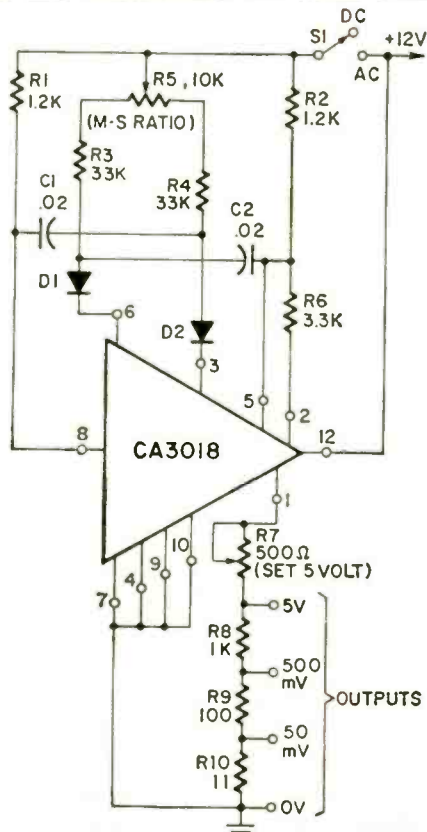 DC
S1
+12V
AC
R1
1.2K
R5, 10K
(M-S RATIO)
R2
1.2K
R3
33K
R4
33K
C1
.02
C2
.02
D1
R6
3.3K
6
D2
3
5
2
8
CA3018
12
1
10
9
4
7
R7
500Ω
(SET 5 VOLT)
5V
R8
1K
500
mV
OUTPUTS
R9
100
50
mV
R10
11
0V